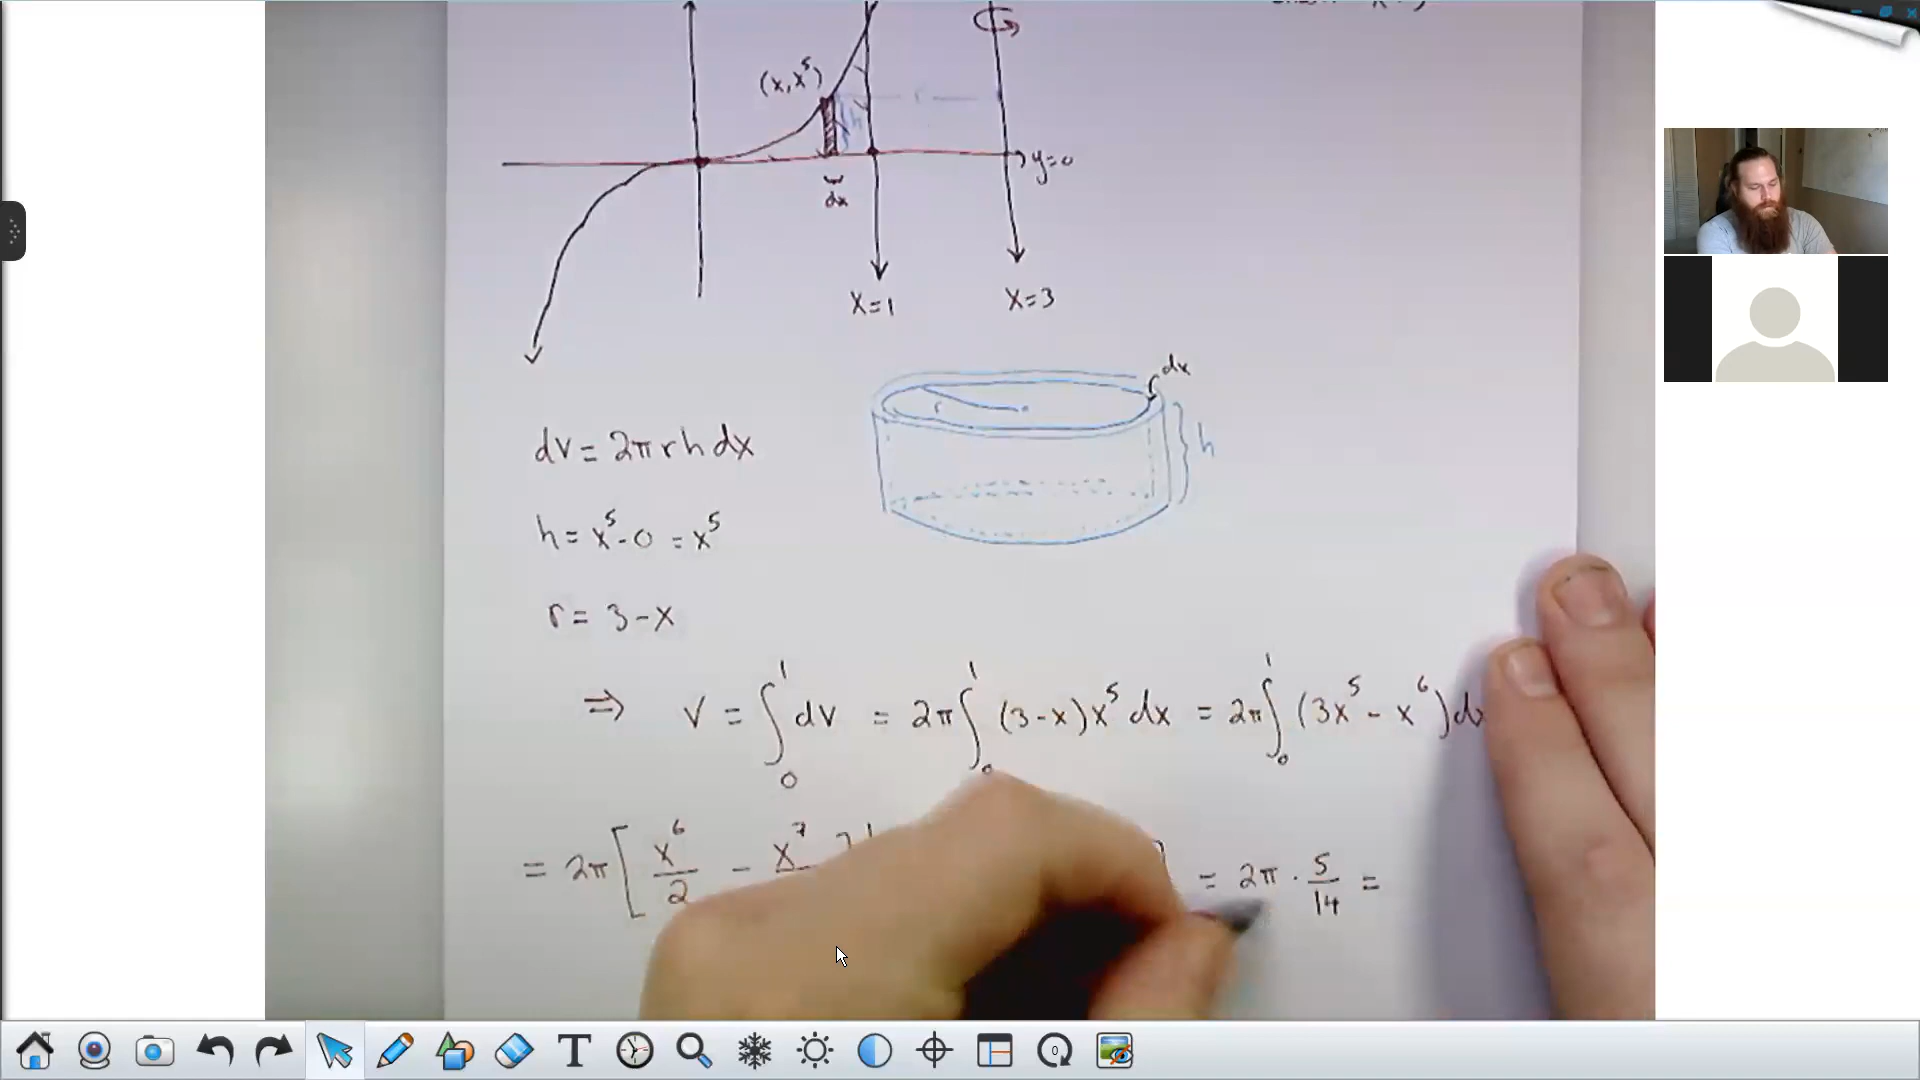 (x, x⁵)
r
h
y=0
dx
x=1
x=3
dx
r
h
dV = 2πrh dx
h = x⁵-0 = x⁵
r = 3-x
⇒ V = ∫₀¹ dV = 2π∫₀¹ (3-x)x⁵ dx = 2π∫₀¹ (3x⁵ - x⁶)dx
= 2π[x⁶/2 - x⁷ = 2π · 5/14 =
T
0